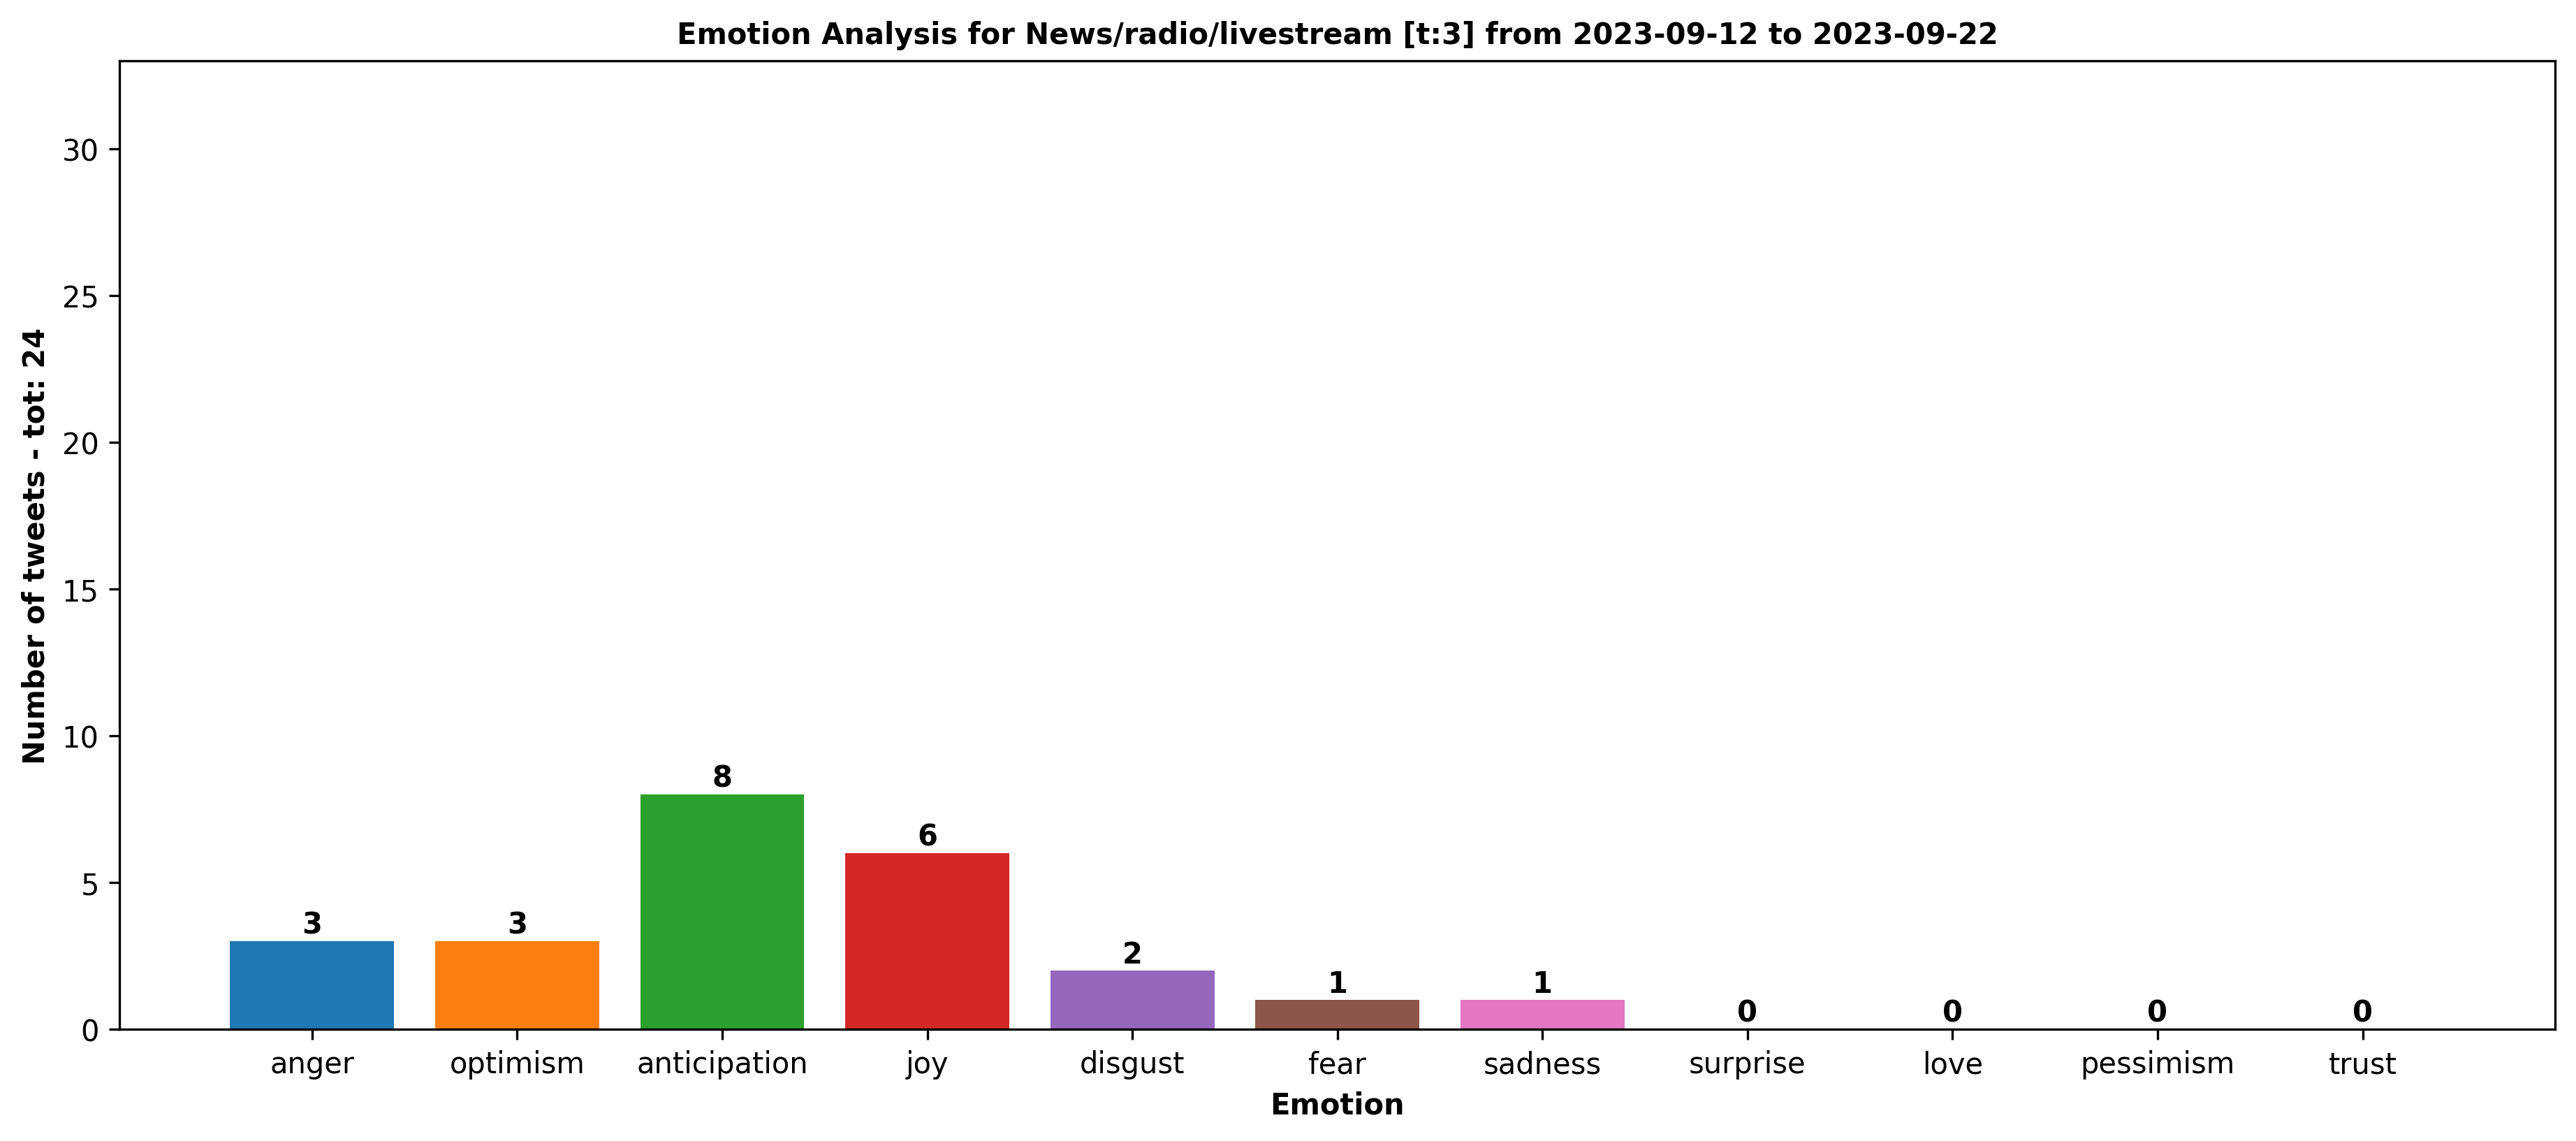 Emotion Analysis for News/radio/livestream [t:3] from 2023-09-12 to 2023-09-22
Number of tweets - tot: 24
30
25
20
15
10
5
0
3
3
8
6
2
1
1
0
0
0
0
anger
optimism
anticipation
joy
disgust
fear
sadness
surprise
love
pessimism
trust
Emotion